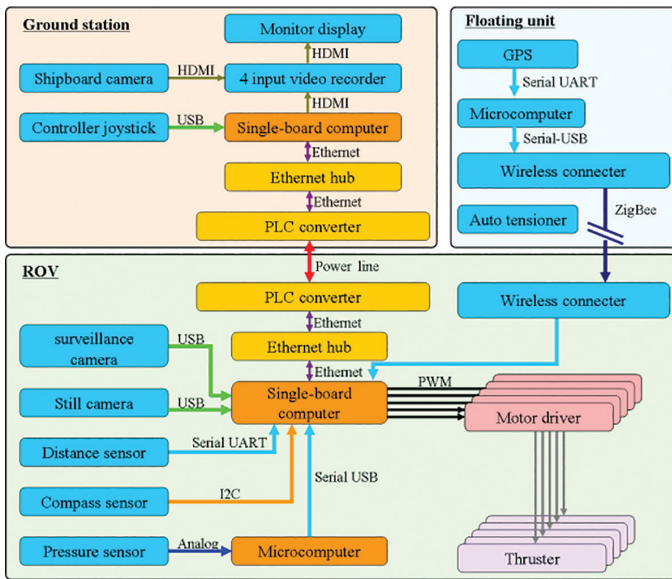 Ground station
Monitor display
HDMI
Shipboard camera
HDMI
4 input video recorder
HDMI
Controller joystick
USB
Single-board computer
Ethernet
Ethernet hub
Ethernet
PLC converter
Floating unit
GPS
Serial UART
Microcomputer
Serial-USB
Wireless connecter
ZigBee
Auto tensioner
Power line
ROV
PLC converter
Wireless connecter
Ethernet
surveillance
camera
USB
Ethernet hub
Ethernet
Still camera
USB
Single-board
computer
PWM
Motor driver
Distance sensor
Serial UART
Compass sensor
I2C
Serial USB
Pressure sensor
Analog
Microcomputer
Thruster